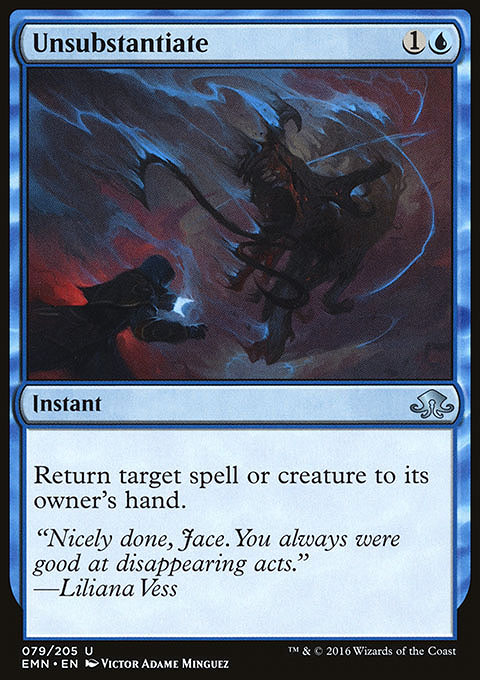 Unsubstantiate 1
Instant
Return target spell or creature to its
owner's hand.
“Nicely done, Jace. You always were
good at disappearing acts.”
—Liliana Vess
079/205 U
EMN • EN Victor Adame Minguez
™ & © 2016 Wizards of the Coast